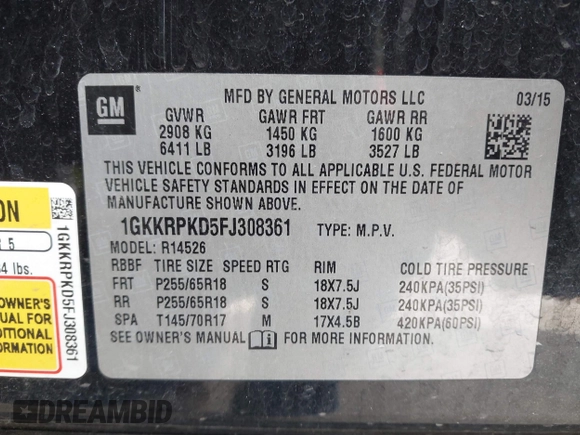 GM
MFD BY GENERAL MOTORS LLC 03/15
GVWR GAWR FRT GAWR RR
2908 KG 1450 KG 1600 KG
6411 LB 3196 LB 3527 LB
THIS VEHICLE CONFORMS TO ALL APPLICABLE U.S. FEDERAL MOTOR
VEHICLE SAFETY STANDARDS IN EFFECT ON THE DATE OF
MANUFACTURE SHOWN ABOVE.
1GKKRPKD5FJ308361 TYPE: M.P.V.
MODEL: R14526
RBBF TIRE SIZE SPEED RTG RIM COLD TIRE PRESSURE
FRT P255/65R18 S 18X7.5J 240KPA(35PSI)
RR P255/65R18 S 18X7.5J 240KPA(35PSI)
SPA T145/70R17 M 17X4.5B 420KPA(60PSI)
SEE OWNER'S MANUAL i FOR MORE INFORMATION.
ON
.5
4 lbs.
OWNER'S
UAL FOR
DITIONAL
RMATION
1GKKRPKD5FJ308361
DREAMBID